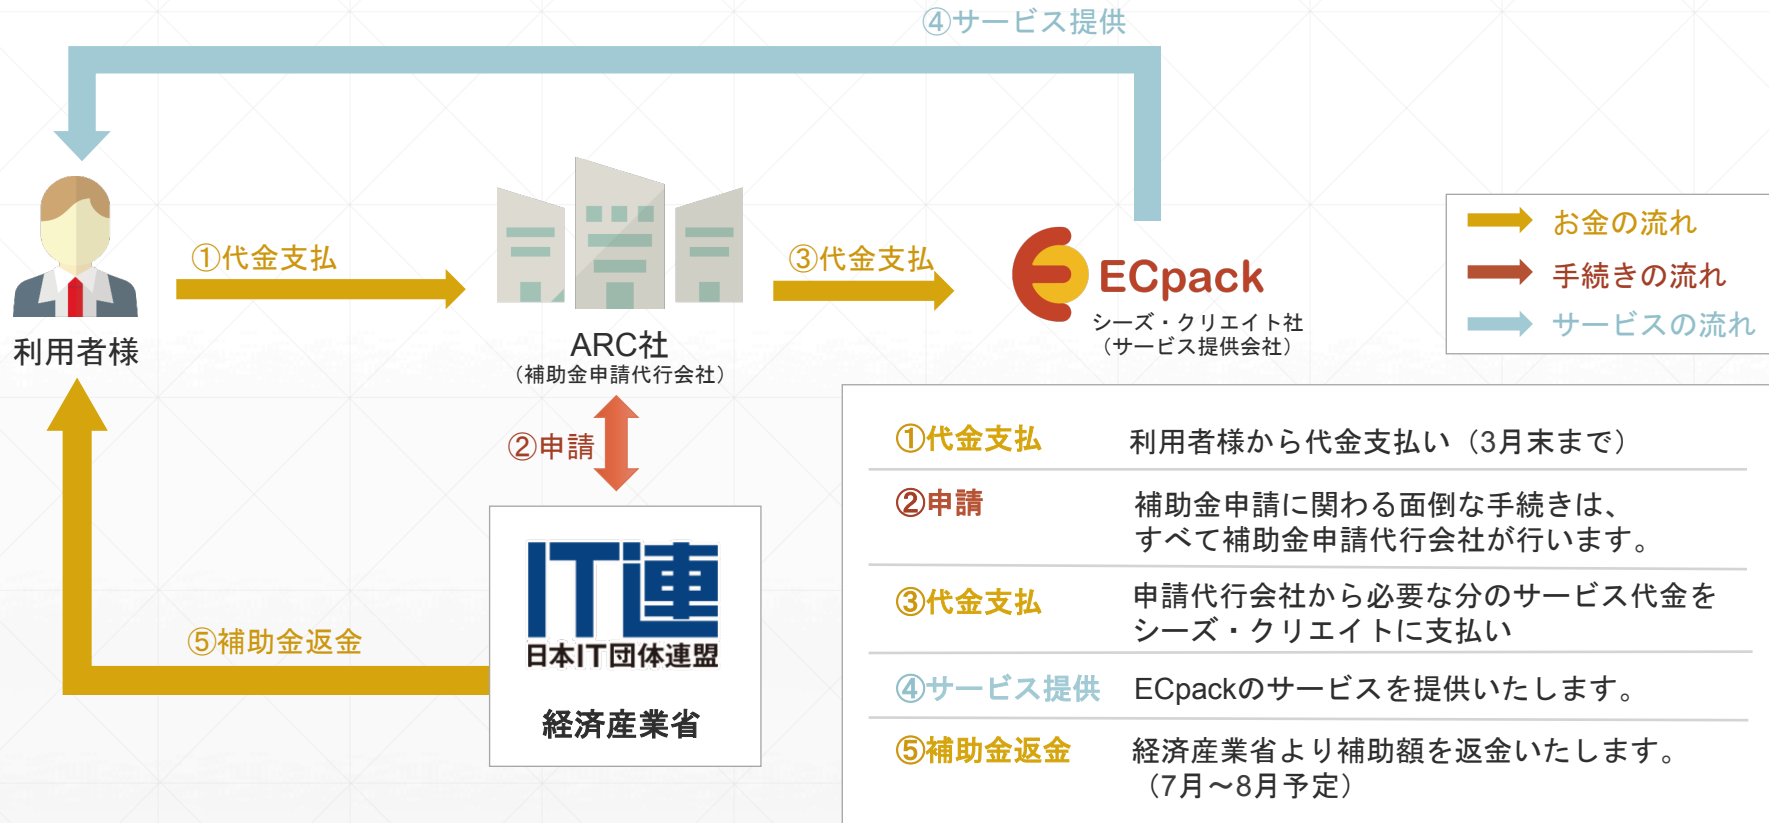 ④サービス提供
①代金支払
③代金支払
ECpack
シーズ・クリエイト社
（サービス提供会社）
お金の流れ
手続きの流れ
サービスの流れ
利用者様
ARC社
（補助金申請代行会社）
②申請
IT連
日本IT団体連盟
経済産業省
⑤補助金返金
①代金支払 利用者様から代金支払い（3月末まで）
②申請 補助金申請に関わる面倒な手続きは、
すべて補助金申請代行会社が行います。
③代金支払 申請代行会社から必要な分のサービス代金を
シーズ・クリエイトに支払い
④サービス提供 ECpackのサービスを提供いたします。
⑤補助金返金 経済産業省より補助額を返金いたします。
（7月～8月予定）